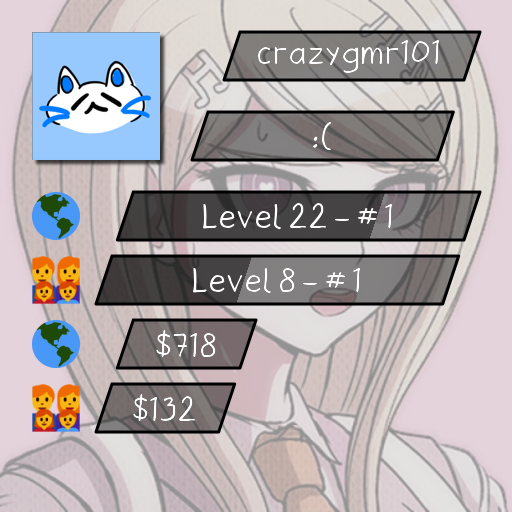 crazygmr101
:(
Level 22 - #1
Level 8 - #1
$718
$132